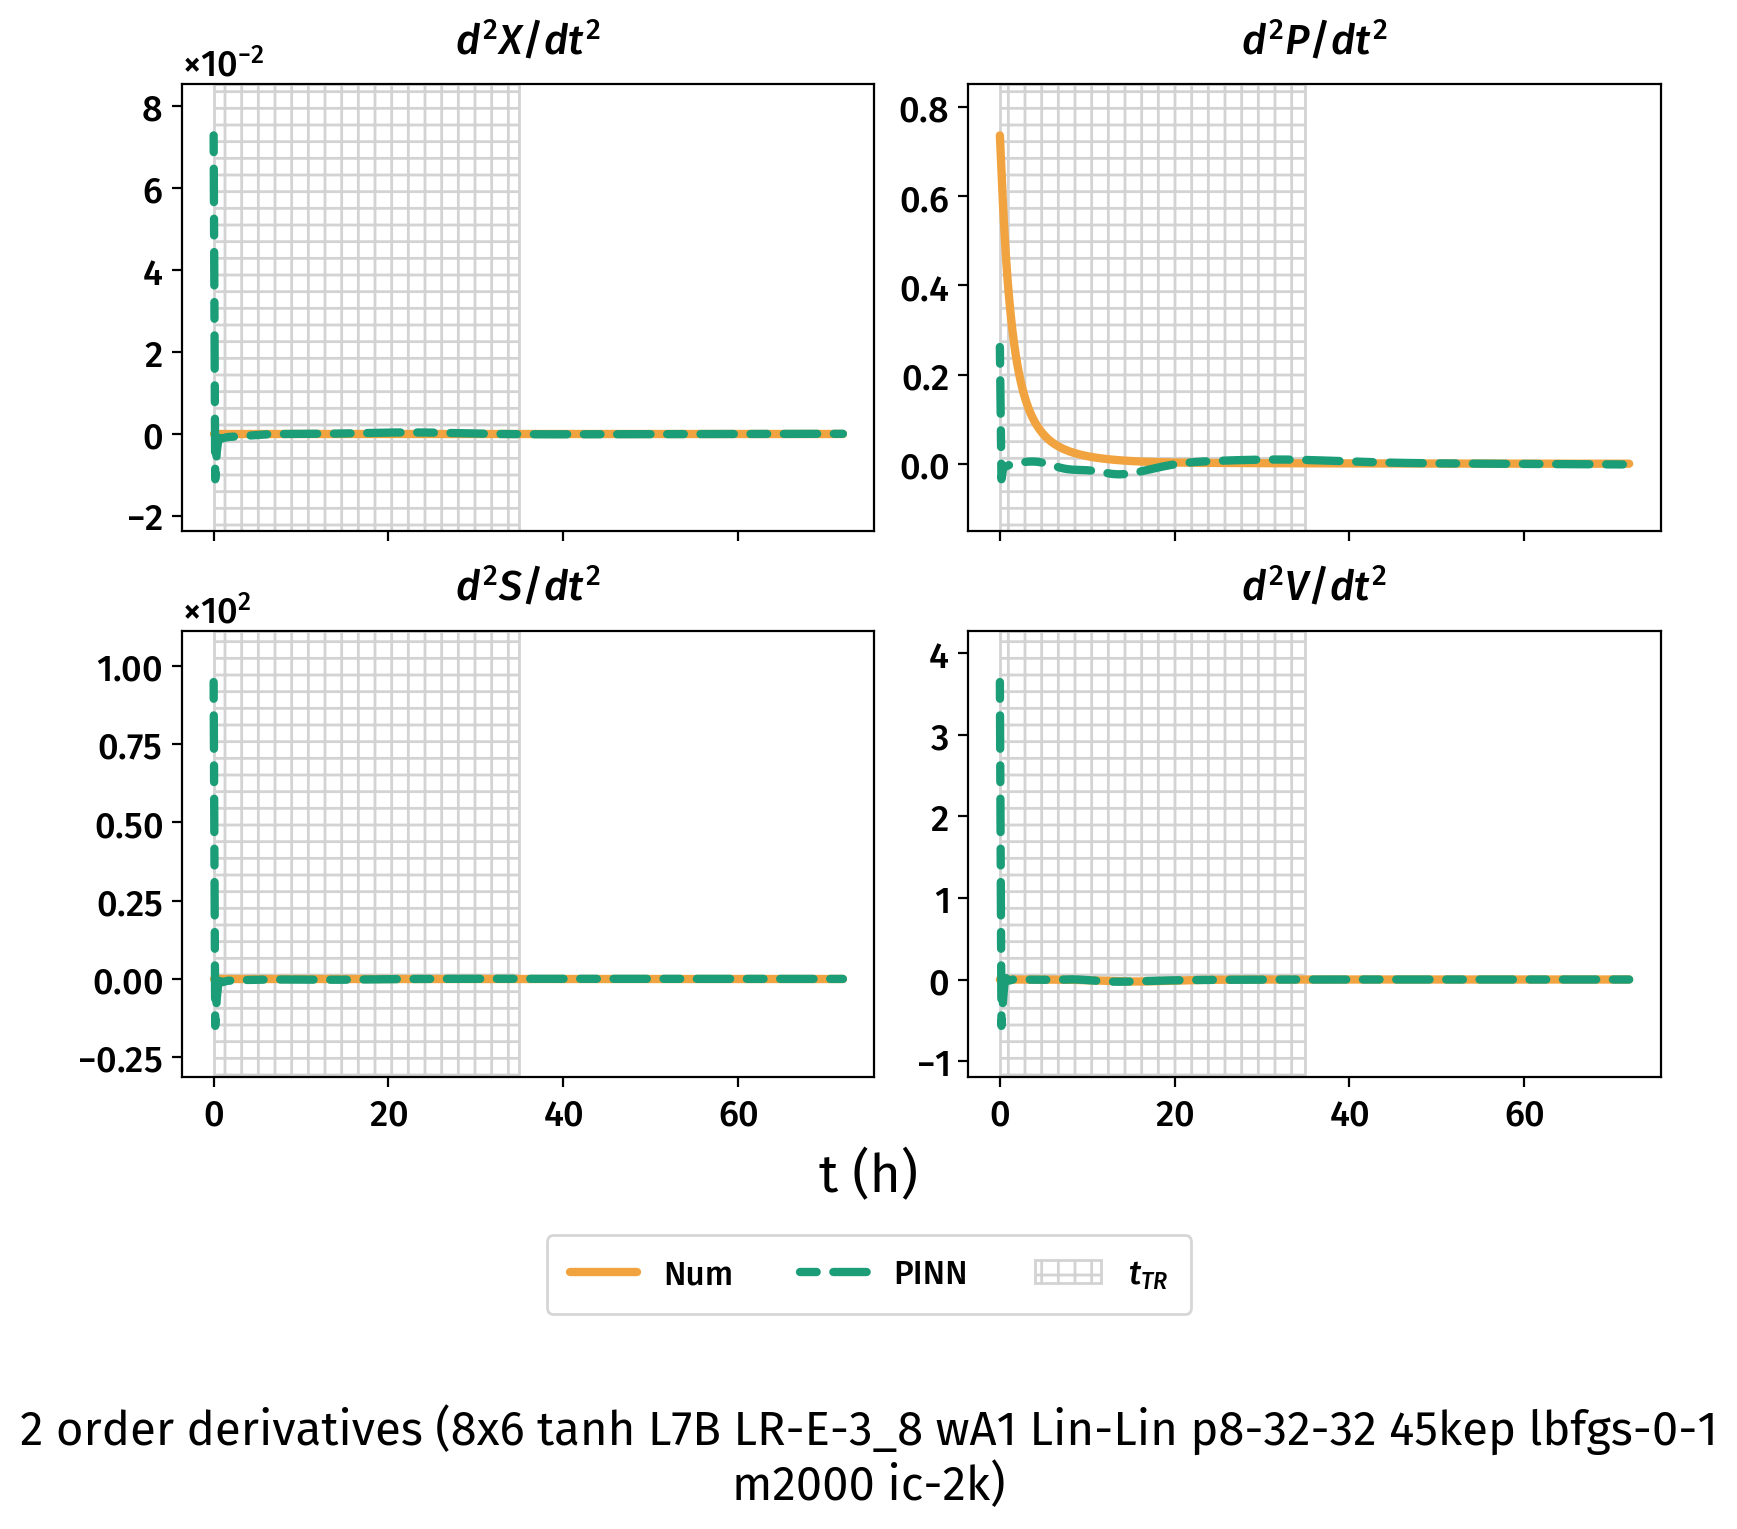 d²X/dt²
×10⁻²
8
6
4
2
0
−2
d²P/dt²
0.8
0.6
0.4
0.2
0.0
d²S/dt²
×10²
1.00
0.75
0.50
0.25
0.00
−0.25
0 20 40 60
d²V/dt²
4
3
2
1
0
−1
0 20 40 60
t (h)
Num PINN t_TR
2 order derivatives (8x6 tanh L7B LR-E-3_8 wA1 Lin-Lin p8-32-32 45kep lbfgs-0-1
m2000 ic-2k)